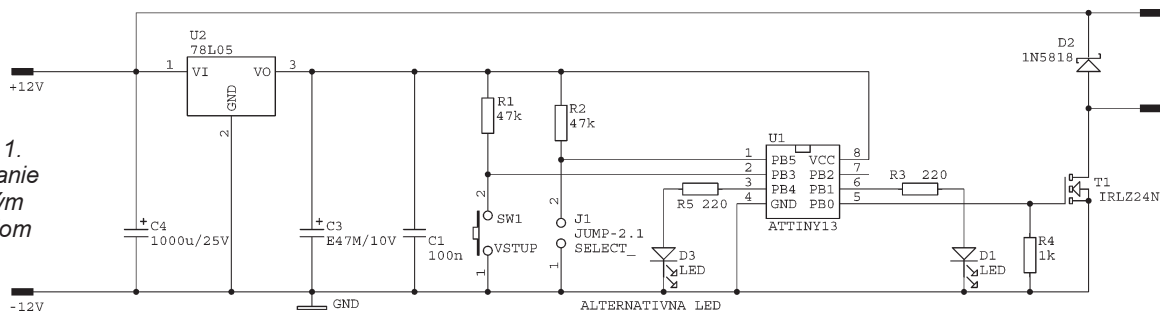 U2
78L05
1
VI
VO
3
GND
2
+12V
-12V
1.
anie
ým
om
C4
1000u/25V
C3
E47M/10V
GND
C1
100n
R1
47k
R2
47k
2
SW1
VSTUP
1
2
J1
JUMP-2.1
SELECT_
1
R5 220
D3
LED
ALTERNATIVNA LED
U1
1
PB5
VCC
8
2
PB3
PB2
7
3
PB4
PB1
6
4
GND
PB0
5
ATTINY13
R3 220
D1
LED
R4
1k
D2
1N5818
T1
IRLZ24N